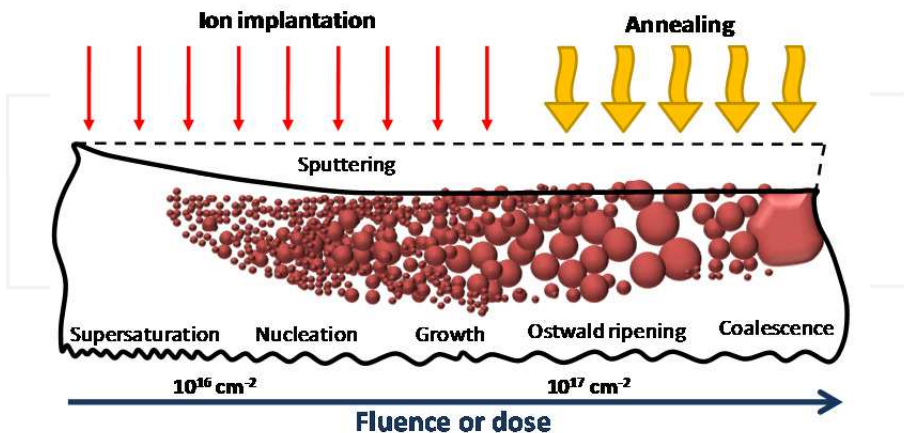 Ion implantation
Annealing
Sputtering
Supersaturation
Nucleation
Growth
Ostwald ripening
Coalescence
10¹⁶ cm⁻²
10¹⁷ cm⁻²
Fluence or dose